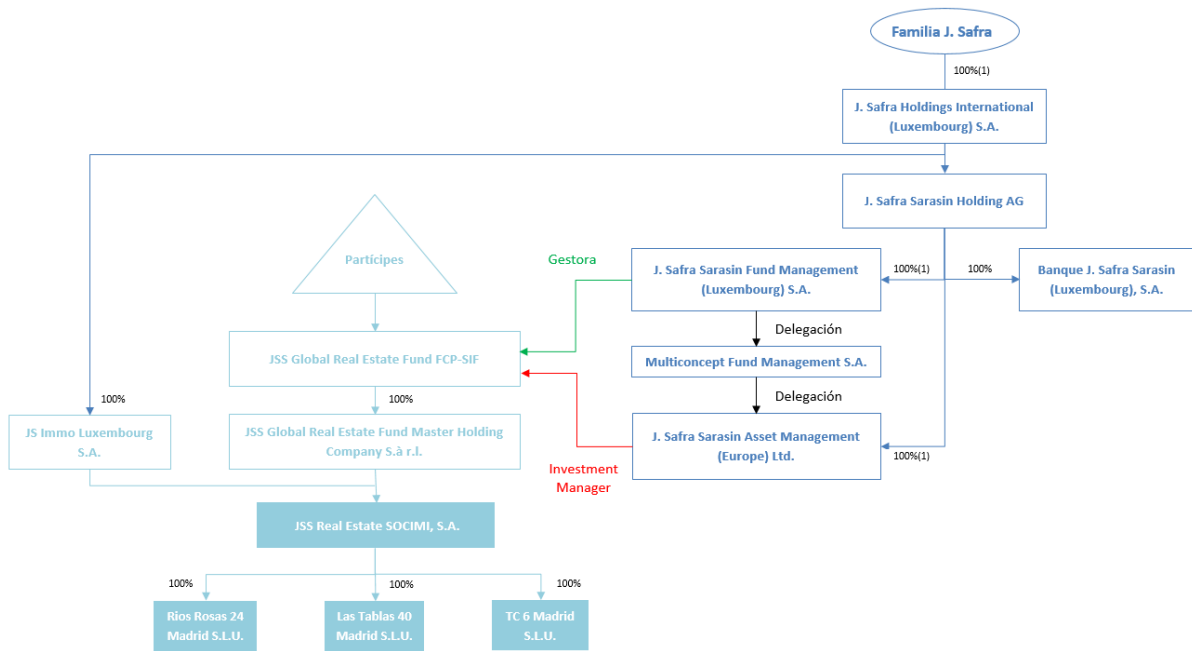 Familia J. Safra
100%(1)
J. Safra Holdings International
(Luxembourg) S.A.
J. Safra Sarasin Holding AG
Partícipes
Gestora
J. Safra Sarasin Fund Management
(Luxembourg) S.A.
100%(1)
100%
Banque J. Safra Sarasin
(Luxembourg), S.A.
Delegación
JSS Global Real Estate Fund FCP-SIF
Multiconcept Fund Management S.A.
Delegación
100%
100%
JS Immo Luxembourg
S.A.
JSS Global Real Estate Fund Master Holding
Company S.à r.l.
J. Safra Sarasin Asset Management
(Europe) Ltd.
100%(1)
Investment
Manager
JSS Real Estate SOCIMI, S.A.
100%
100%
100%
Rios Rosas 24
Madrid S.L.U.
Las Tablas 40
Madrid S.L.U.
TC 6 Madrid
S.L.U.